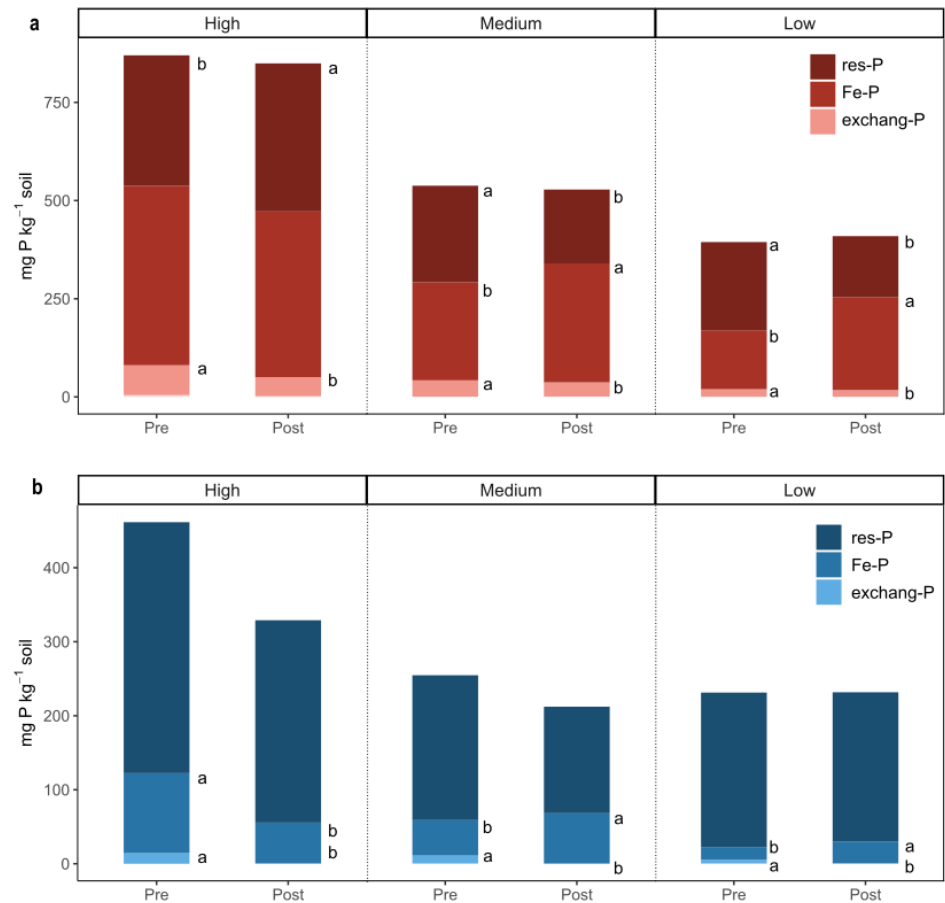 a
High Medium Low
mg P kg⁻¹ soil
750
500
250
0
res-P
Fe-P
exchang-P
b a
a b
a b
b a
a b
a b
b a
a b
Pre Post Pre Post Pre Post
b
High Medium Low
mg P kg⁻¹ soil
400
300
200
100
0
res-P
Fe-P
exchang-P
a b
a b
b a
a b
b a
a b
Pre Post Pre Post Pre Post